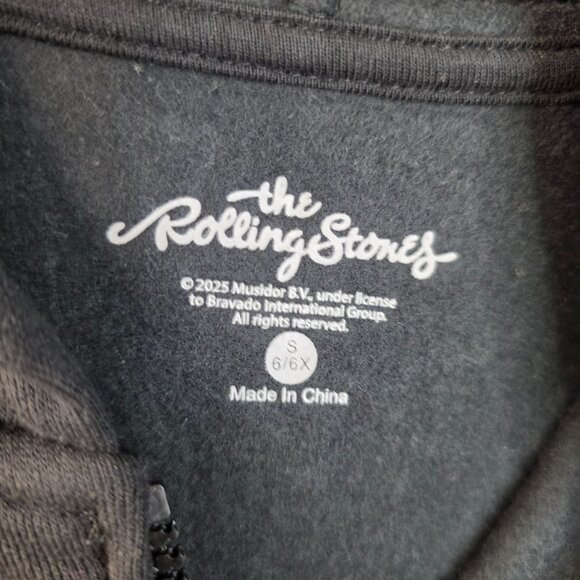 the
Rolling Stones
© 2025 Musidor B.V., under license
to Bravado International Group.
All rights reserved.
S
6/6X
Made In China